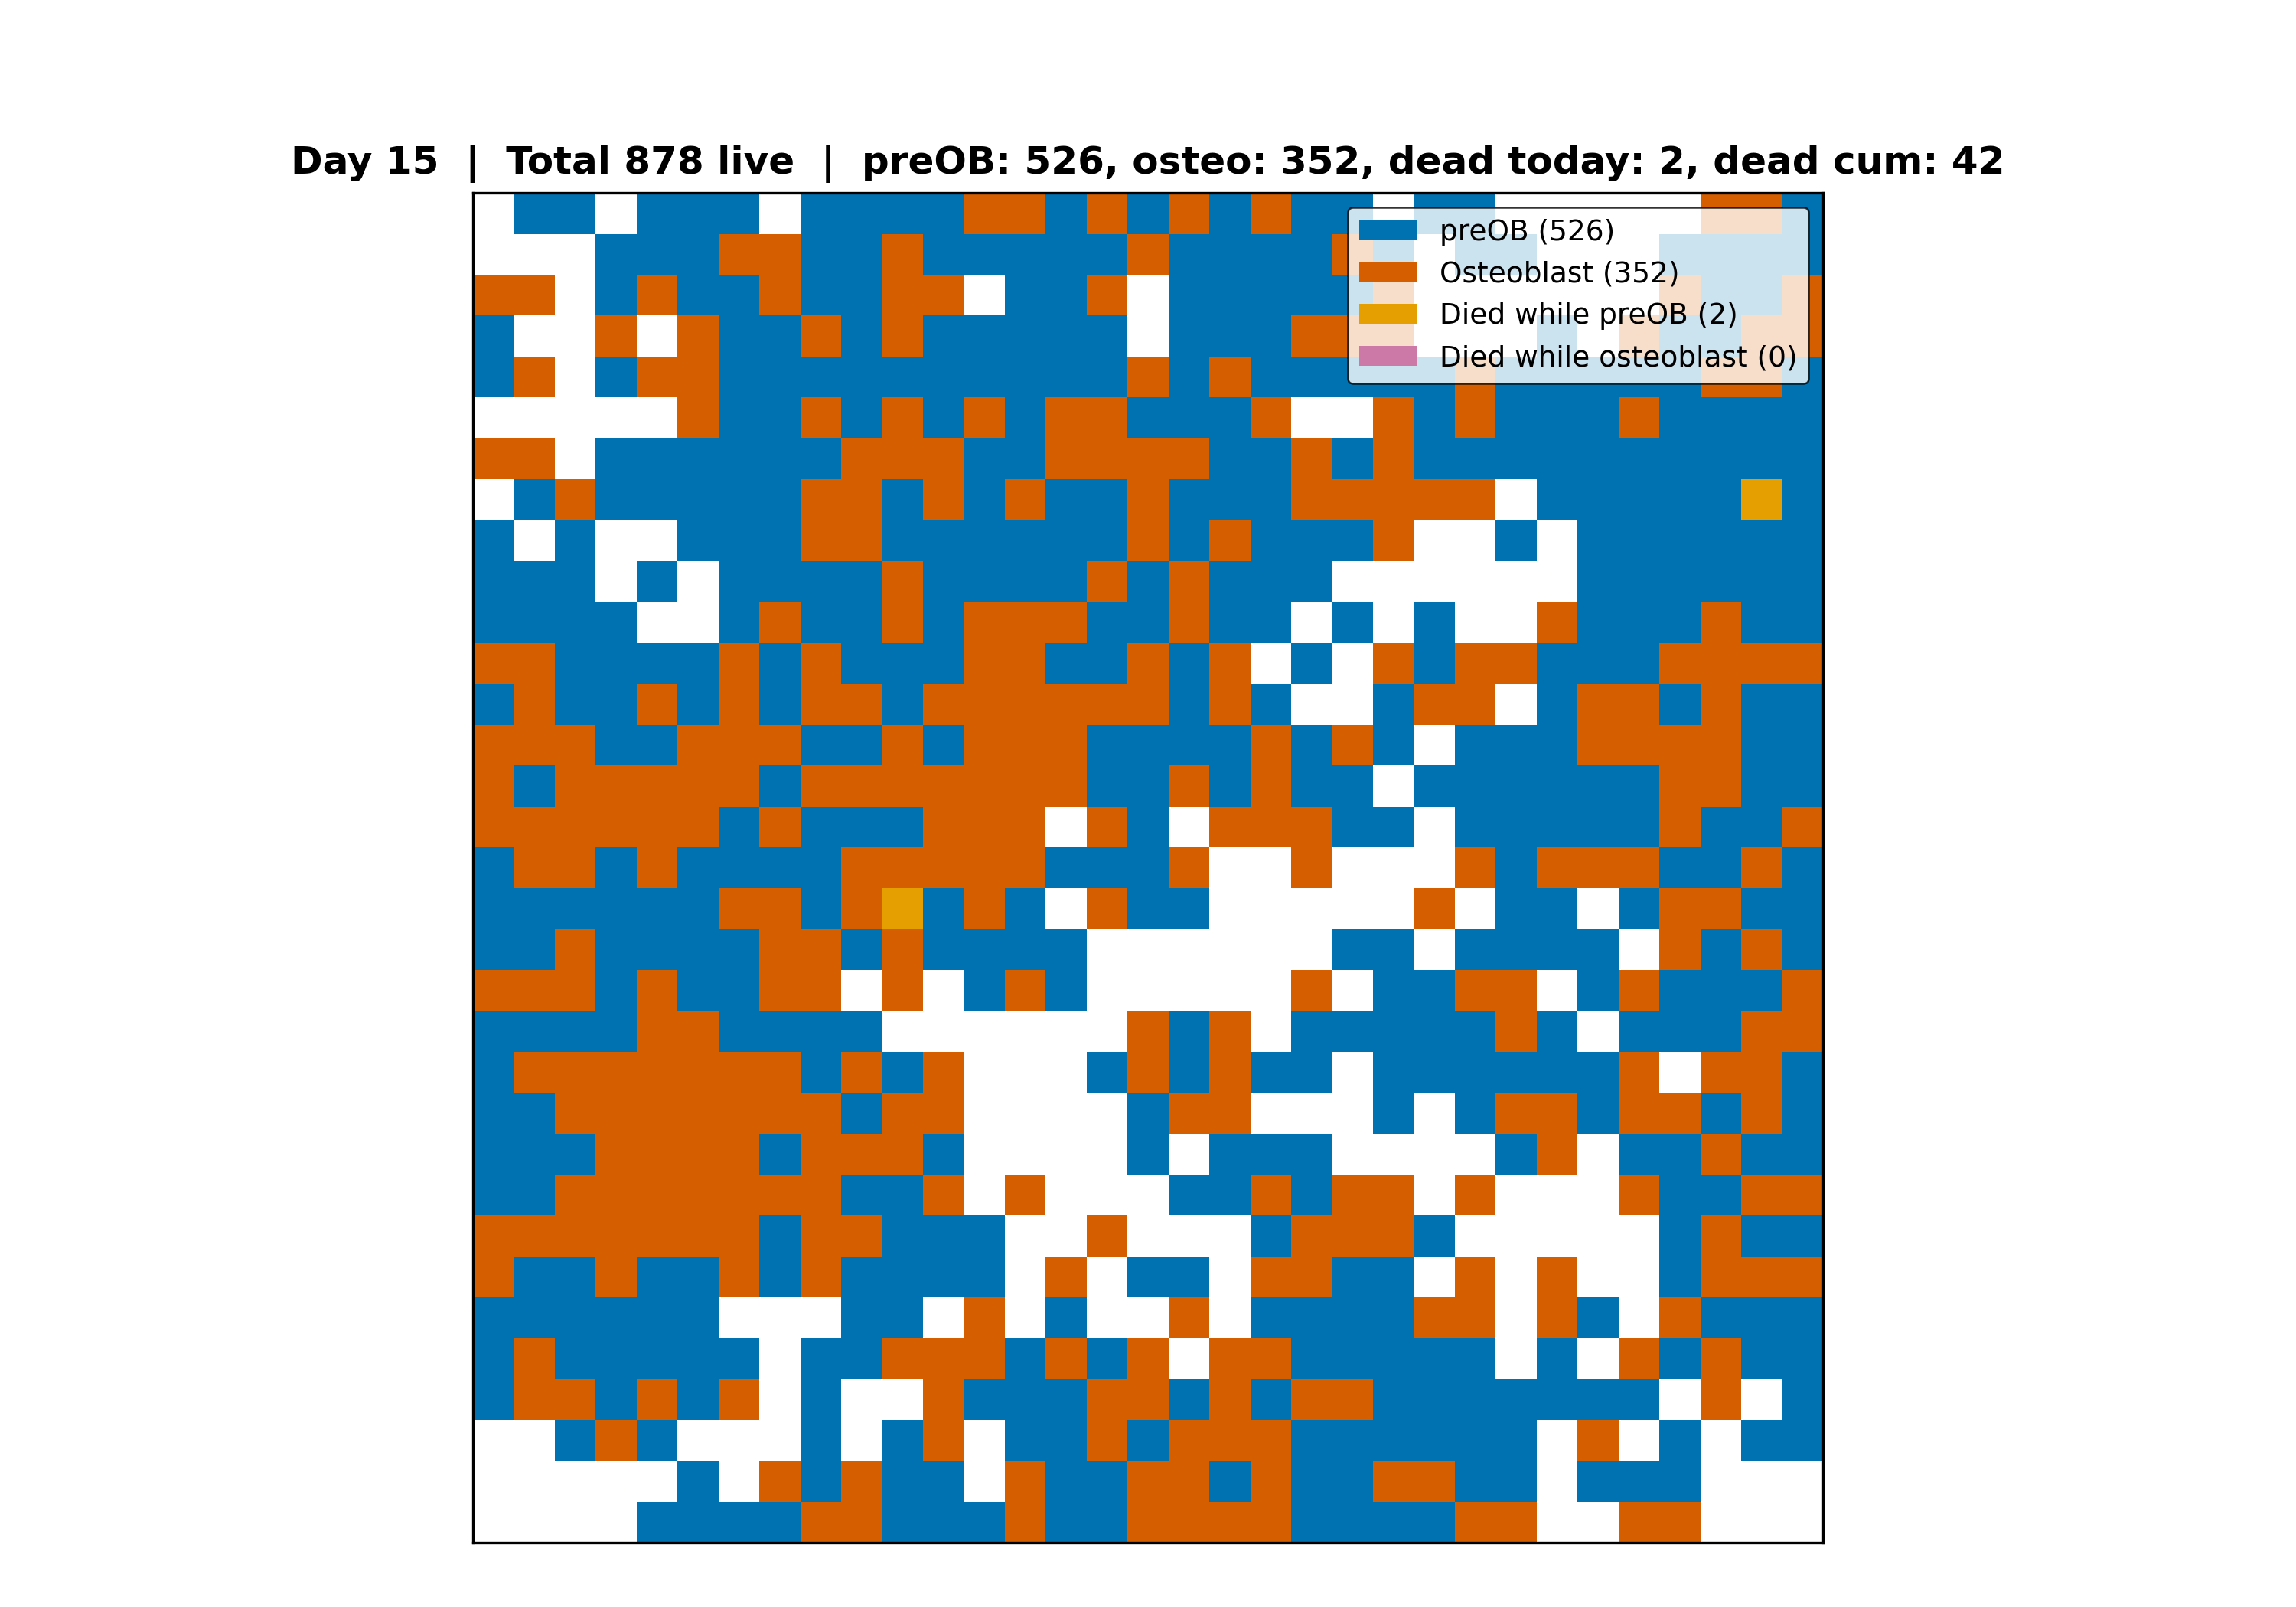 Day 15 | Total 878 live | preOB: 526, osteo: 352, dead today: 2, dead cum: 42
preOB (526)
Osteoblast (352)
Died while preOB (2)
Died while osteoblast (0)